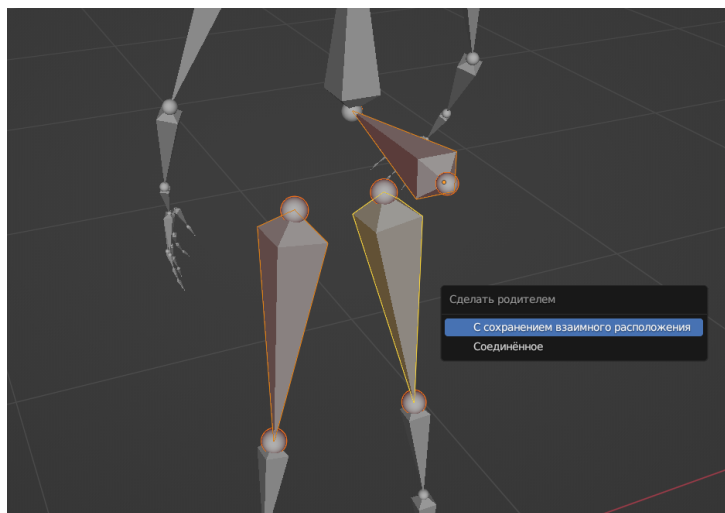 Сделать родителем
С сохранением взаимного расположения
Соединённое